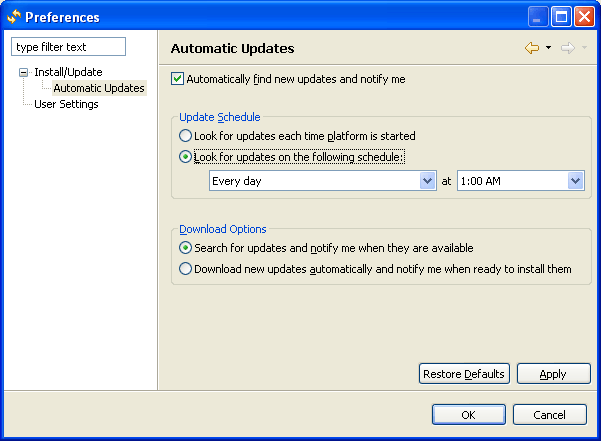 Preferences
type filter text
Install/Update
Automatic Updates
User Settings
Automatic Updates
Automatically find new updates and notify me
Update Schedule
Look for updates each time platform is started
Look for updates on the following schedule:
Every day at 1:00 AM
Download Options
Search for updates and notify me when they are available
Download new updates automatically and notify me when ready to install them
Restore Defaults Apply
OK Cancel